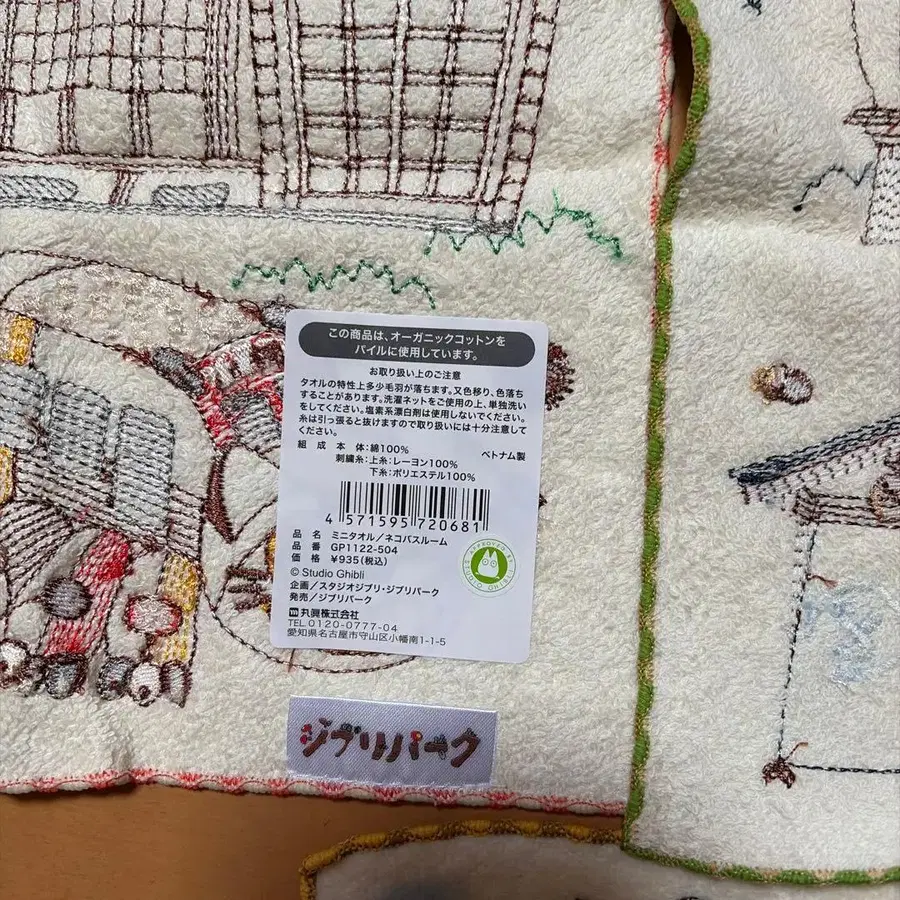 この商品は、オーガニックコットンを
パイルに使用しています。
お取り扱い上のご注意
タオルの特性上多少毛羽が落ちます。又色移り、色落ち
することがあります。洗濯ネットをご使用の上、単独洗い
をしてください。塩素系漂白剤は使用しないでください。
糸は引っ張ると抜けますので取り扱いには十分注意して
ください。
組成 本体:綿100% ベトナム製
刺繍糸:上糸:レーヨン100%
下糸:ポリエステル100%
4 571595 720681
品名 ミニタオル/ネコバスルーム
品番 GP1122-504
価格 ¥935(税込)
© Studio Ghibli
企画/スタジオジブリ・ジブリパーク
発売/ジブリパーク
APPROVED BY STUDIO GHIBLI
丸眞株式会社
TEL.0120-0777-04
愛知県名古屋市守山区小幡南1-1-5
ジブリパーク